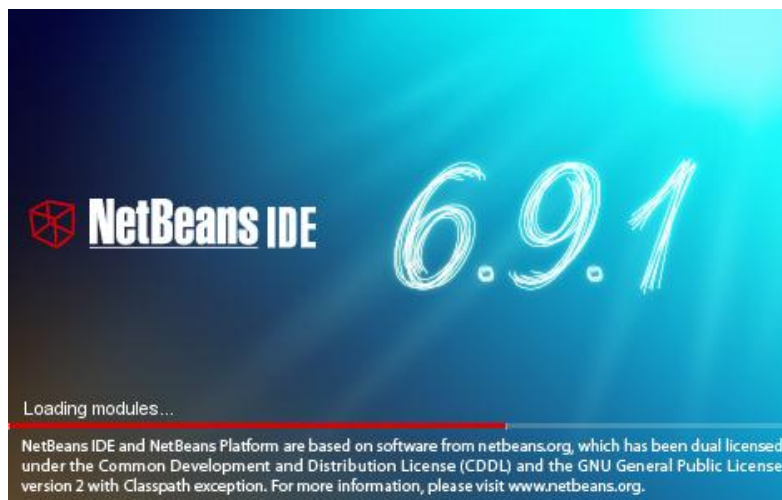 NetBeans IDE
6.9.1
Loading modules...
NetBeans IDE and NetBeans Platform are based on software from netbeans.org, which has been dual licensed
under the Common Development and Distribution License (CDDL) and the GNU General Public License
version 2 with Classpath exception. For more information, please visit www.netbeans.org.